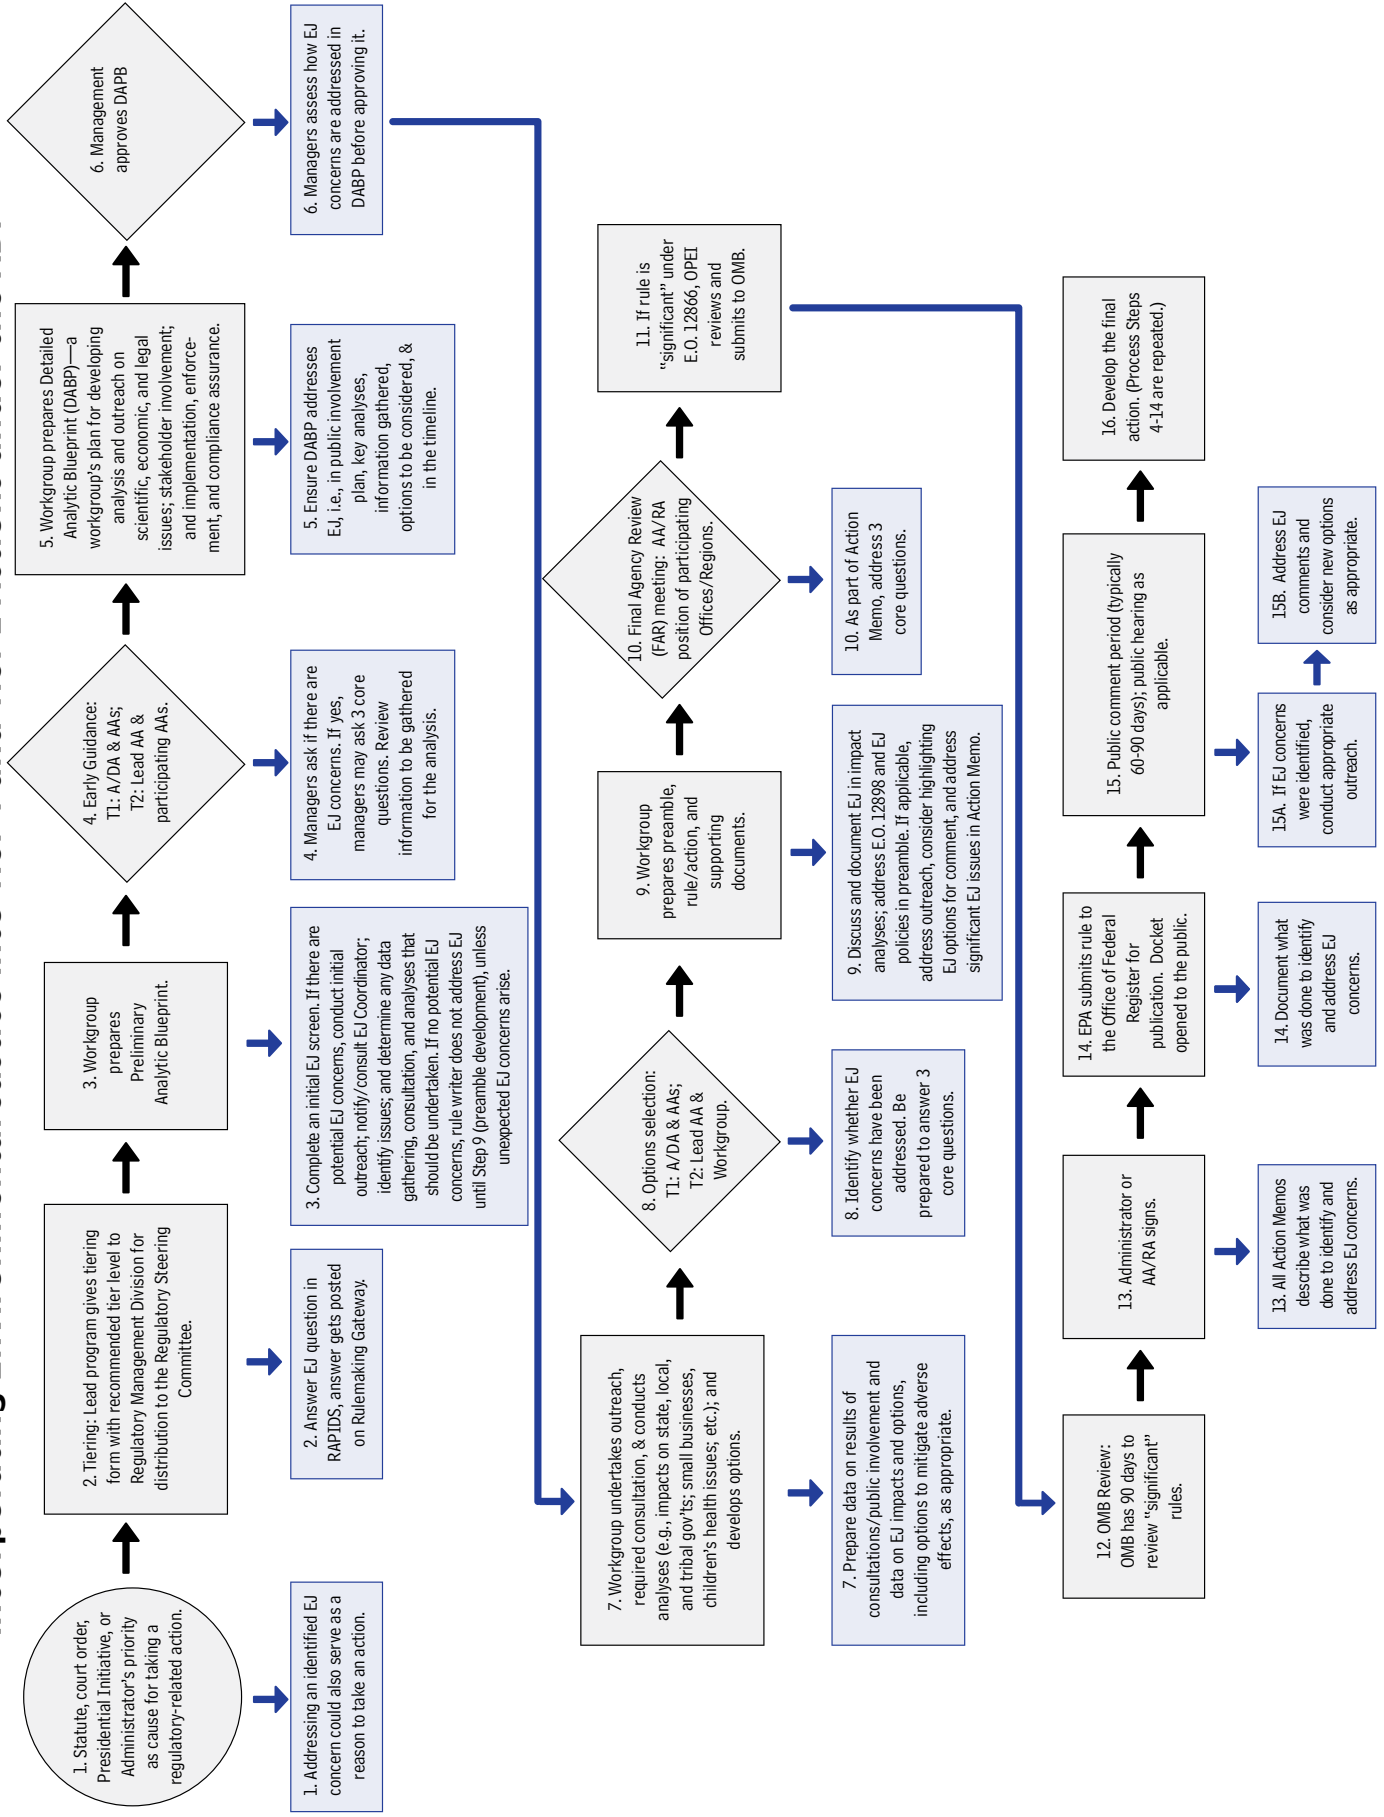 1. Statute, court order,
Presidential Initiative, or
Administrator's priority
as cause for taking a
regulatory-related action.
1. Addressing an identified EJ
concern could also serve as a
reason to take an action.
2. Tiering: Lead program gives tiering
form with recommended tier level to
Regulatory Management Division for
distribution to the Regulatory Steering
Committee.
2. Answer EJ question in
RAPIDS, answer gets posted
on Rulemaking Gateway.
3. Workgroup
prepares
Preliminary
Analytic Blueprint.
3. Complete an initial EJ screen. If there are
potential EJ concerns, conduct initial
outreach; notify/consult EJ Coordinator;
identify issues; and determine any data
gathering, consultation, and analyses that
should be undertaken. If no potential EJ
concerns, rule writer does not address EJ
until Step 9 (preamble development), unless
unexpected EJ concerns arise.
4. Early Guidance:
T1: A/DA & AAs;
T2: Lead AA &
participating AAs.
4. Managers ask if there are
EJ concerns. If yes,
managers may ask 3 core
questions. Review
information to be gathered
for the analysis.
5. Workgroup prepares Detailed
Analytic Blueprint (DABP)—a
workgroup's plan for developing
analysis and outreach on
scientific, economic, and legal
issues; stakeholder involvement;
and implementation, enforce-
ment, and compliance assurance.
5. Ensure DABP addresses
EJ, i.e., in public involvement
plan, key analyses,
information gathered,
options to be considered, &
in the timeline.
6. Management
approves DAPB
6. Managers assess how EJ
concerns are addressed in
DABP before approving it.
7. Workgroup undertakes outreach,
required consultation, & conducts
analyses (e.g., impacts on state, local,
and tribal gov'ts; small businesses,
children's health issues; etc.); and
develops options.
7. Prepare data on results of
consultations/public involvement and
data on EJ impacts and options,
including options to mitigate adverse
effects, as appropriate.
8. Options selection:
T1: A/DA & AAs;
T2: Lead AA &
Workgroup.
8. Identify whether EJ
concerns have been
addressed. Be
prepared to answer 3
core questions.
9. Workgroup
prepares preamble,
rule/action, and
supporting
documents.
9. Discuss and document EJ in impact
analyses; address E.O. 12898 and EJ
policies in preamble. If applicable,
address outreach, consider highlighting
EJ options for comment, and address
significant EJ issues in Action Memo.
10. Final Agency Review
(FAR) meeting: AA/RA
position of participating
Offices/Regions.
10. As part of Action
Memo, address 3
core questions.
11. If rule is
"significant" under
E.O. 12866, OPEI
reviews and
submits to OMB.
12. OMB Review:
OMB has 90 days to
review "significant"
rules.
13. Administrator or
AA/RA signs.
13. All Action Memos
describe what was
done to identify and
address EJ concerns.
14. EPA submits rule to
the Office of Federal
Register for
publication. Docket
opened to the public.
14. Document what
was done to identify
and address EJ
concerns.
15. Public comment period (typically
60-90 days); public hearing as
applicable.
15A. If EJ concerns
were identified,
conduct appropriate
outreach.
15B. Address EJ
comments and
consider new options
as appropriate.
16. Develop the final
action. (Process Steps
4-14 are repeated.)